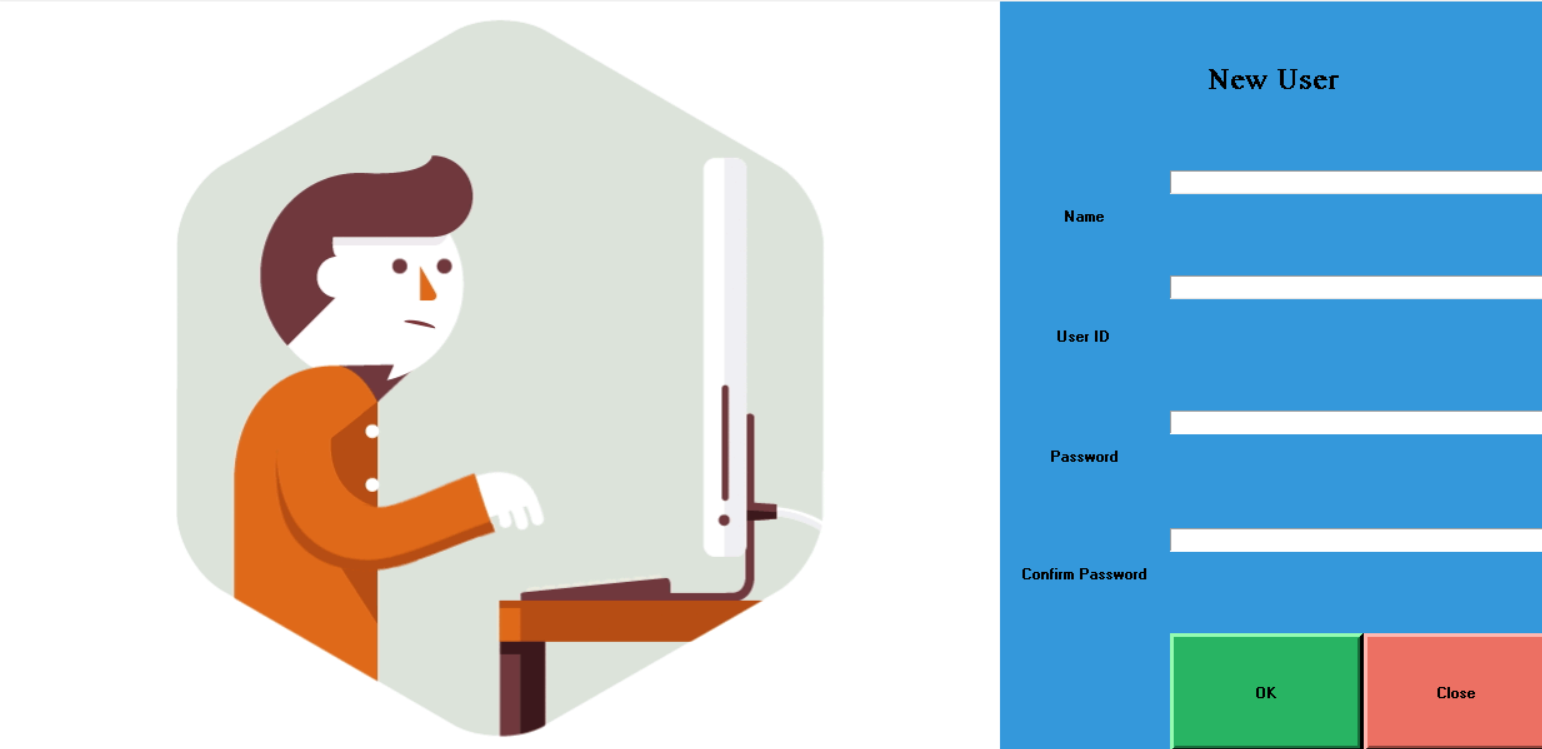 New User
Name
User ID
Password
Confirm Password
OK
Close